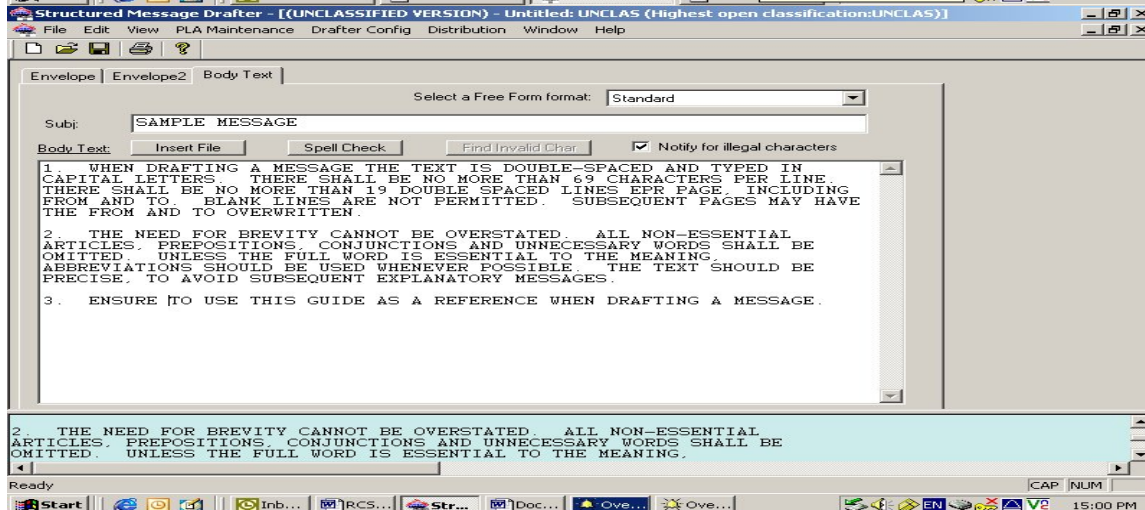 Structured Message Drafter - [(UNCLASSIFIED VERSION) - Untitled: UNCLAS (Highest open classification:UNCLAS)]
File Edit View PLA Maintenance Drafter Config Distribution Window Help
Envelope Envelope2 Body Text
Select a Free Form format: Standard
Subj: SAMPLE MESSAGE
Body Text: Insert File Spell Check Find Invalid Char Notify for illegal characters
1. WHEN DRAFTING A MESSAGE THE TEXT IS DOUBLE-SPACED AND TYPED IN
CAPITAL LETTERS. THERE SHALL BE NO MORE THAN 69 CHARACTERS PER LINE.
THERE SHALL BE NO MORE THAN 19 DOUBLE SPACED LINES EPR PAGE, INCLUDING
FROM AND TO. BLANK LINES ARE NOT PERMITTED. SUBSEQUENT PAGES MAY HAVE
THE FROM AND TO OVERWRITTEN.
2. THE NEED FOR BREVITY CANNOT BE OVERSTATED. ALL NON-ESSENTIAL
ARTICLES, PREPOSITIONS, CONJUNCTIONS AND UNNECESSARY WORDS SHALL BE
OMITTED. UNLESS THE FULL WORD IS ESSENTIAL TO THE MEANING,
ABBREVIATIONS SHOULD BE USED WHENEVER POSSIBLE. THE TEXT SHOULD BE
PRECISE, TO AVOID SUBSEQUENT EXPLANATORY MESSAGES.
3. ENSURE TO USE THIS GUIDE AS A REFERENCE WHEN DRAFTING A MESSAGE.
2. THE NEED FOR BREVITY CANNOT BE OVERSTATED. ALL NON-ESSENTIAL
ARTICLES, PREPOSITIONS, CONJUNCTIONS AND UNNECESSARY WORDS SHALL BE
OMITTED. UNLESS THE FULL WORD IS ESSENTIAL TO THE MEANING,
Ready CAP NUM
Start Inb... RCS... Str... Doc... Ove... Ove... EN 15:00 PM